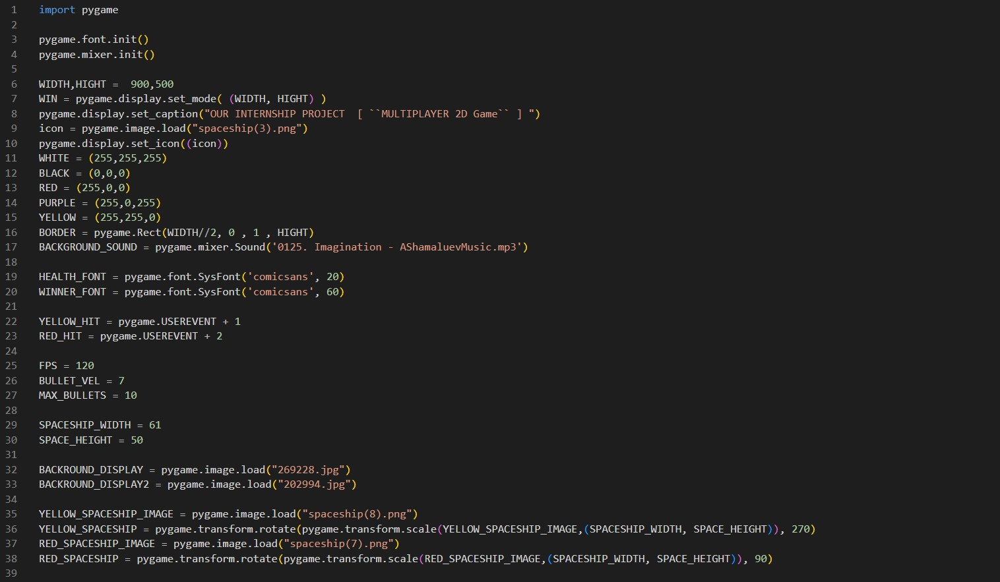 1 import pygame
2
3 pygame.font.init()
4 pygame.mixer.init()
5
6 WIDTH,HIGHT =  900,500
7 WIN = pygame.display.set_mode( (WIDTH, HIGHT) )
8 pygame.display.set_caption("OUR INTERNSHIP PROJECT  [ ``MULTIPLAYER 2D Game`` ] ")
9 icon = pygame.image.load("spaceship(3).png")
10 pygame.display.set_icon((icon))
11 WHITE = (255,255,255)
12 BLACK = (0,0,0)
13 RED = (255,0,0)
14 PURPLE = (255,0,255)
15 YELLOW = (255,255,0)
16 BORDER = pygame.Rect(WIDTH//2, 0 , 1 , HIGHT)
17 BACKGROUND_SOUND = pygame.mixer.Sound('0125. Imagination - AShamaluevMusic.mp3')
18
19 HEALTH_FONT = pygame.font.SysFont('comicsans', 20)
20 WINNER_FONT = pygame.font.SysFont('comicsans', 60)
21
22 YELLOW_HIT = pygame.USEREVENT + 1
23 RED_HIT = pygame.USEREVENT + 2
24
25 FPS = 120
26 BULLET_VEL = 7
27 MAX_BULLETS = 10
28
29 SPACESHIP_WIDTH = 61
30 SPACE_HEIGHT = 50
31
32 BACKROUND_DISPLAY = pygame.image.load("269228.jpg")
33 BACKROUND_DISPLAY2 = pygame.image.load("202994.jpg")
34
35 YELLOW_SPACESHIP_IMAGE = pygame.image.load("spaceship(8).png")
36 YELLOW_SPACESHIP = pygame.transform.rotate(pygame.transform.scale(YELLOW_SPACESHIP_IMAGE,(SPACESHIP_WIDTH, SPACE_HEIGHT)), 270)
37 RED_SPACESHIP_IMAGE = pygame.image.load("spaceship(7).png")
38 RED_SPACESHIP = pygame.transform.rotate(pygame.transform.scale(RED_SPACESHIP_IMAGE,(SPACESHIP_WIDTH, SPACE_HEIGHT)), 90)
39